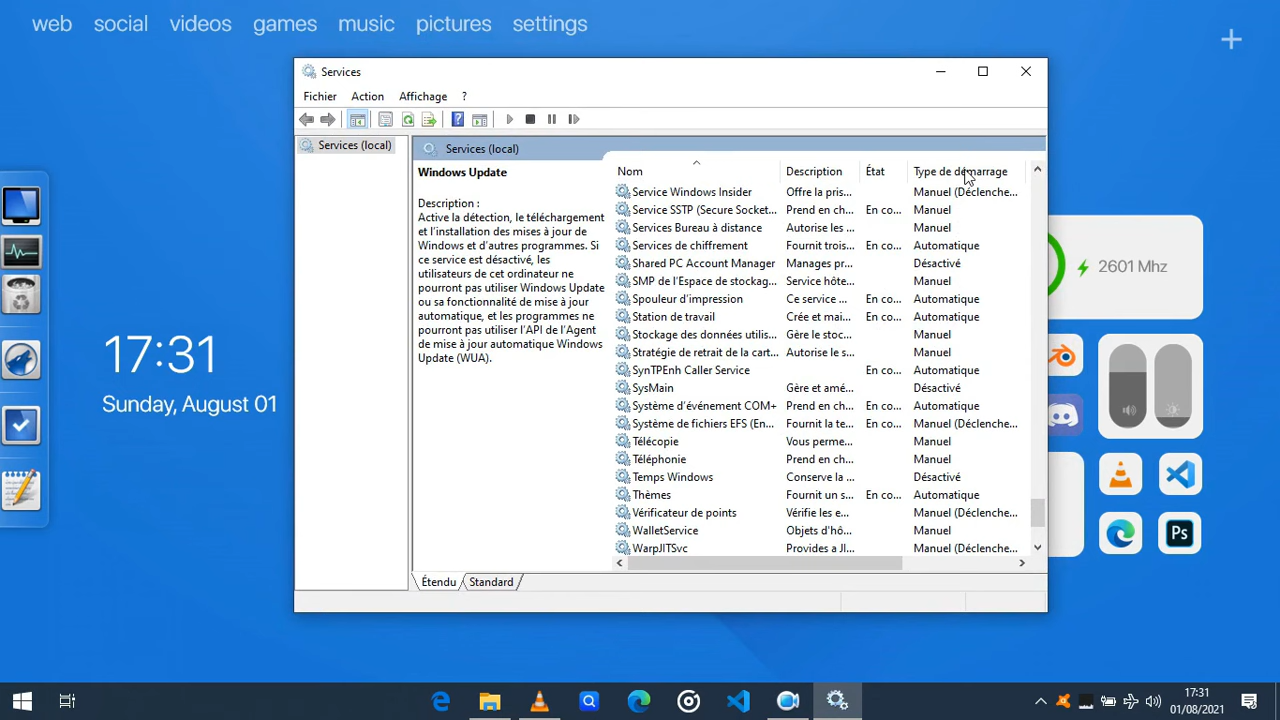 web social videos games music pictures settings
Services
Fichier Action Affichage ?
Services (local)
Services (local)
Windows Update
Description :
Active la détection, le téléchargement
et l'installation des mises à jour de
Windows et d'autres programmes. Si
ce service est désactivé, les
utilisateurs de cet ordinateur ne
pourront pas utiliser Windows Update
ou sa fonctionnalité de mise à jour
automatique, et les programmes ne
pourront pas utiliser l'API de l'Agent
de mise à jour automatique Windows
Update (WUA).
Nom Description État Type de démarrage
Service Windows Insider Offre la pris... Manuel (Déclenche...
Service SSTP (Secure Socket... Prend en ch... En co... Manuel
Services Bureau à distance Autorise les ... Manuel
Services de chiffrement Fournit trois... En co... Automatique
Shared PC Account Manager Manages pr... Désactivé
SMP de l'Espace de stockag... Service hôte... Manuel
Spouleur d'impression Ce service ... En co... Automatique
Station de travail Crée et mai... En co... Automatique
Stockage des données utilis... Gère le stoc... Manuel
Stratégie de retrait de la cart... Autorise le s... Manuel
SynTPEnh Caller Service En co... Automatique
SysMain Gère et amé... Désactivé
Système d'événement COM+ Prend en ch... En co... Automatique
Système de fichiers EFS (En... Fournit la te... En co... Manuel (Déclenche...
Télécopie Vous perme... Manuel
Téléphonie Prend en ch... Manuel
Temps Windows Conserve la ... Désactivé
Thèmes Fournit un s... En co... Automatique
Vérificateur de points Vérifie les e... Manuel (Déclenche...
WalletService Objets d'hô... Manuel
WarpJITSvc Provides a JI... Manuel (Déclenche...
Étendu Standard
17:31
Sunday, August 01
2601 Mhz
Ps
17:31
01/08/2021